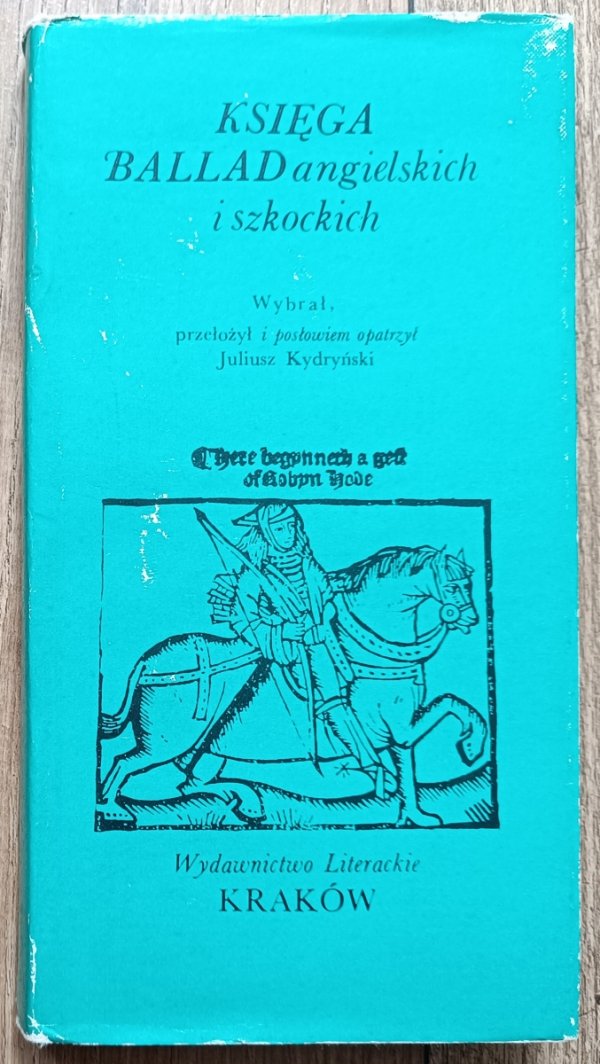 KSIĘGA
BALLAD angielskich
i szkockich
Wybrał,
przełożył i posłowiem opatrzył
Juliusz Kydryński
Here begynneth a gest
of Robyn Hode
Wydawnictwo Literackie
KRAKÓW